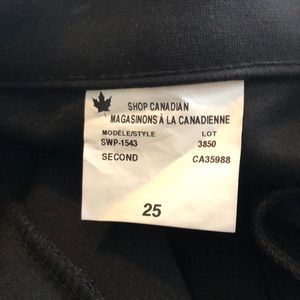 SHOP CANADIAN
MAGASINONS À LA CANADIENNE
MODÈLE/STYLE LOT
SWP-1543 3850
SECOND CA35988
25